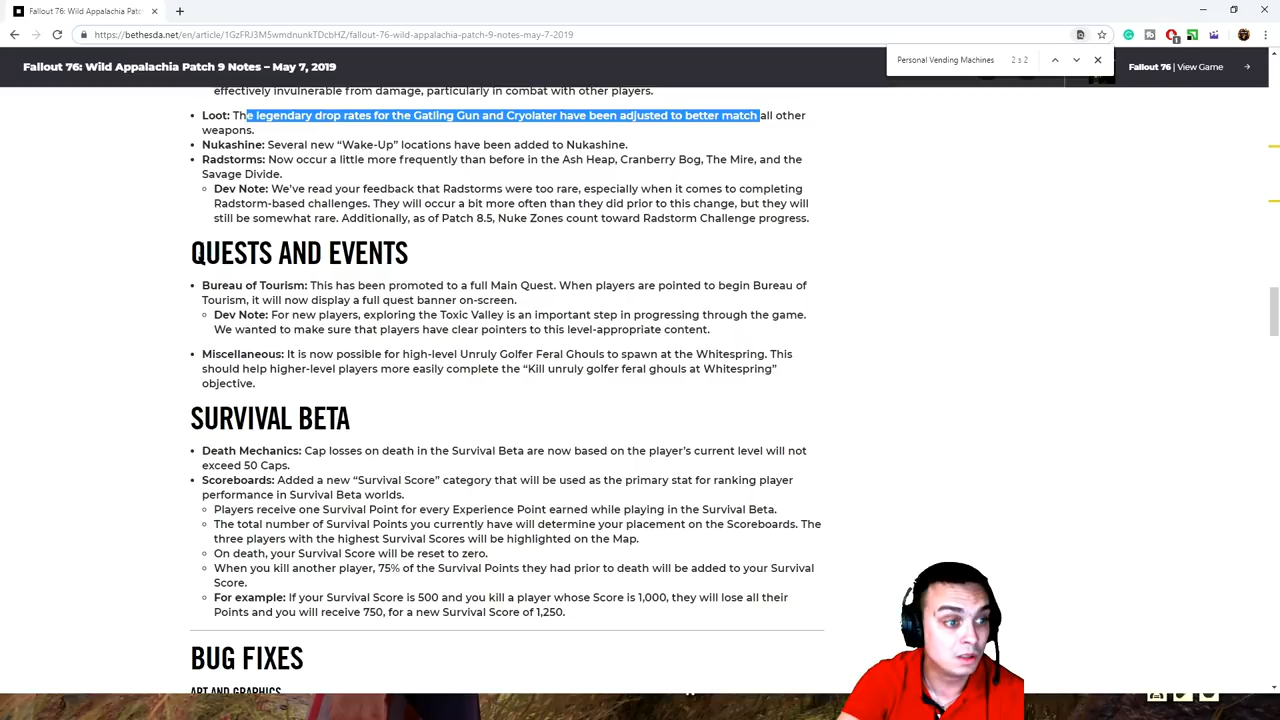 Fallout 76: Wild Appalachia Patc
https://bethesda.net/en/article/1GzFRJ3M5wmdnunkTDcbHZ/fallout-76-wild-appalachia-patch-9-notes-may-7-2019
Fallout 76: Wild Appalachia Patch 9 Notes – May 7, 2019
Personal Vending Machines 2 s 2
Fallout 76 | View Game
effectively invulnerable from damage, particularly in combat with other players.
Loot: The legendary drop rates for the Gatling Gun and Cryolater have been adjusted to better match all other
weapons.
Nukashine: Several new “Wake-Up” locations have been added to Nukashine.
Radstorms: Now occur a little more frequently than before in the Ash Heap, Cranberry Bog, The Mire, and the
Savage Divide.
Dev Note: We’ve read your feedback that Radstorms were too rare, especially when it comes to completing
Radstorm-based challenges. They will occur a bit more often than they did prior to this change, but they will
still be somewhat rare. Additionally, as of Patch 8.5, Nuke Zones count toward Radstorm Challenge progress.
QUESTS AND EVENTS
Bureau of Tourism: This has been promoted to a full Main Quest. When players are pointed to begin Bureau of
Tourism, it will now display a full quest banner on-screen.
Dev Note: For new players, exploring the Toxic Valley is an important step in progressing through the game.
We wanted to make sure that players have clear pointers to this level-appropriate content.
Miscellaneous: It is now possible for high-level Unruly Golfer Feral Ghouls to spawn at the Whitespring. This
should help higher-level players more easily complete the “Kill unruly golfer feral ghouls at Whitespring”
objective.
SURVIVAL BETA
Death Mechanics: Cap losses on death in the Survival Beta are now based on the player’s current level will not
exceed 50 Caps.
Scoreboards: Added a new “Survival Score” category that will be used as the primary stat for ranking player
performance in Survival Beta worlds.
Players receive one Survival Point for every Experience Point earned while playing in the Survival Beta.
The total number of Survival Points you currently have will determine your placement on the Scoreboards. The
three players with the highest Survival Scores will be highlighted on the Map.
On death, your Survival Score will be reset to zero.
When you kill another player, 75% of the Survival Points they had prior to death will be added to your Survival
Score.
For example: If your Survival Score is 500 and you kill a player whose Score is 1,000, they will lose all their
Points and you will receive 750, for a new Survival Score of 1,250.
BUG FIXES
ART AND GRAPHICS